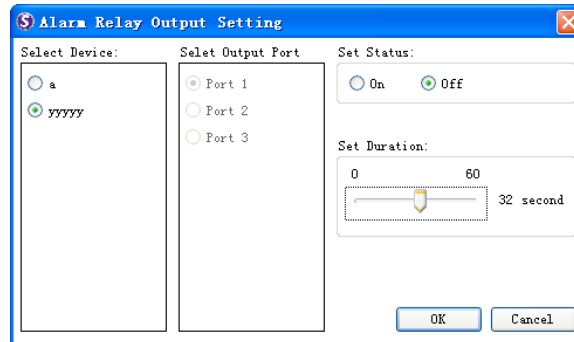 Alarm Relay Output Setting
Select Device:
a
yyyyy
Selet Output Port
Port 1
Port 2
Port 3
Set Status:
On Off
Set Duration:
0 60
32 second
OK Cancel